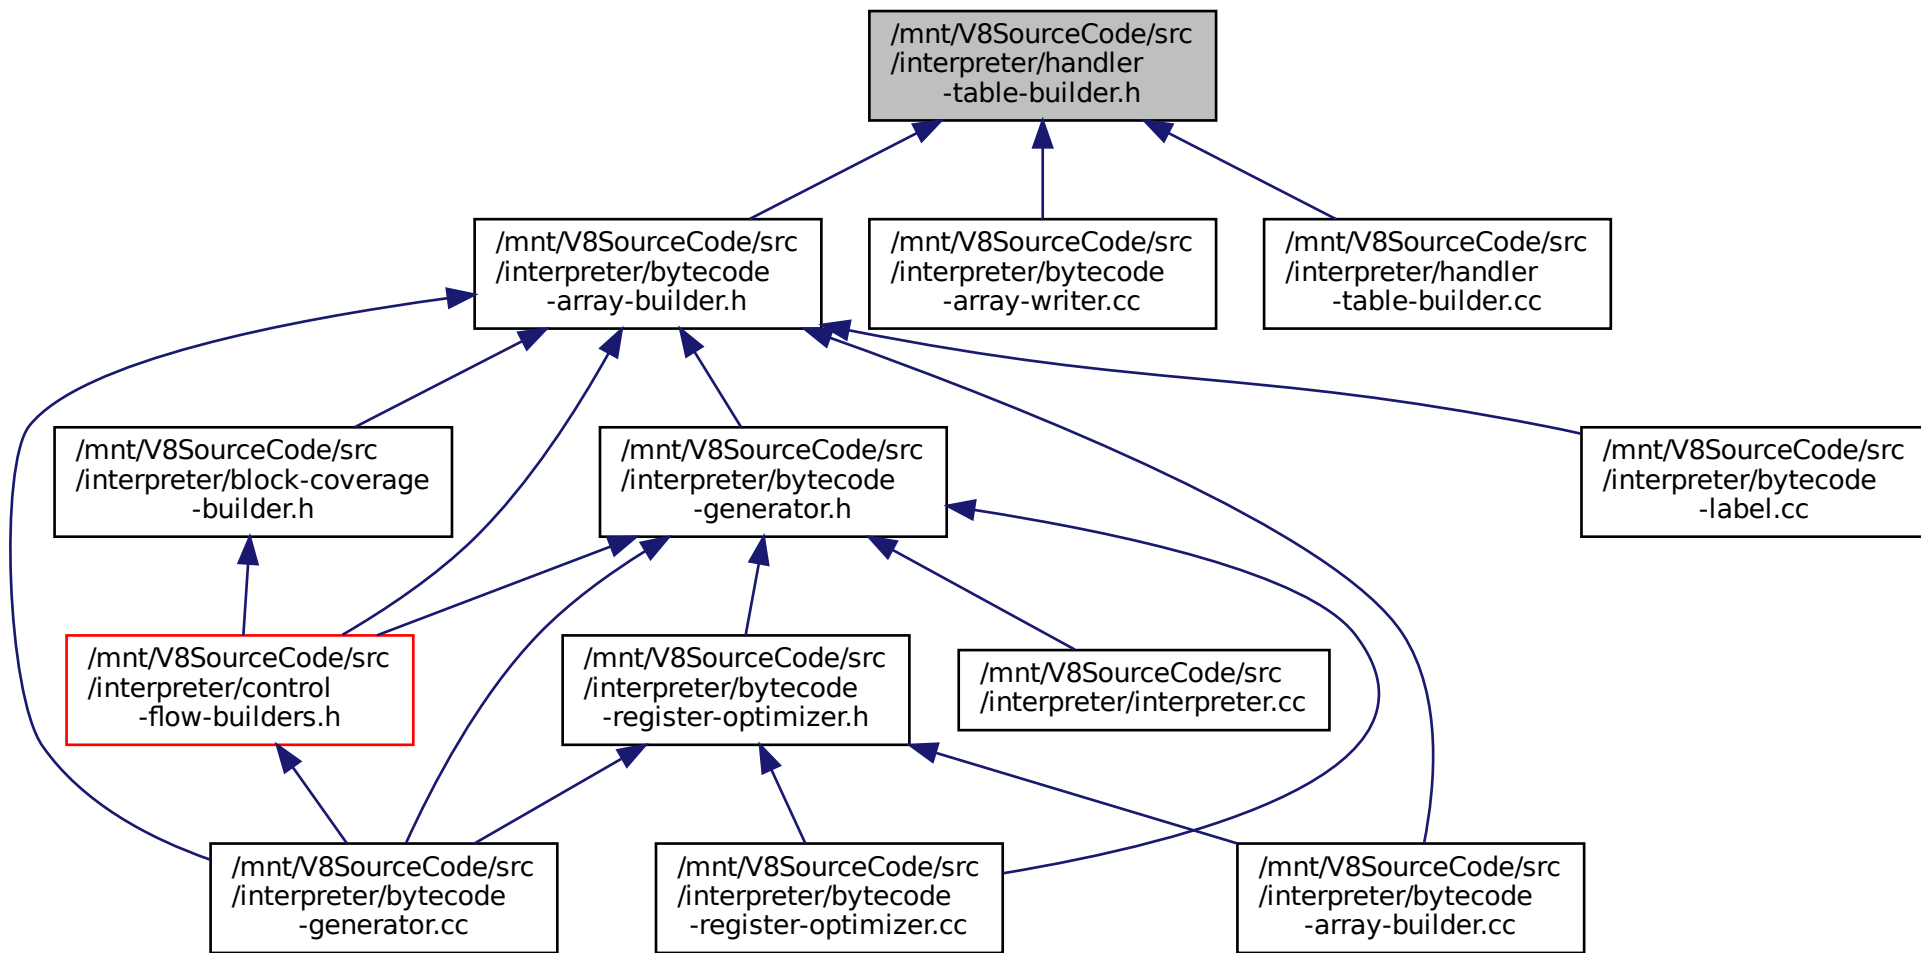 /mnt/V8SourceCode/src
/interpreter/handler
-table-builder.h
/mnt/V8SourceCode/src
/interpreter/bytecode
-array-builder.h
/mnt/V8SourceCode/src
/interpreter/bytecode
-array-writer.cc
/mnt/V8SourceCode/src
/interpreter/handler
-table-builder.cc
/mnt/V8SourceCode/src
/interpreter/block-coverage
-builder.h
/mnt/V8SourceCode/src
/interpreter/bytecode
-generator.h
/mnt/V8SourceCode/src
/interpreter/bytecode
-label.cc
/mnt/V8SourceCode/src
/interpreter/control
-flow-builders.h
/mnt/V8SourceCode/src
/interpreter/bytecode
-register-optimizer.h
/mnt/V8SourceCode/src
/interpreter/interpreter.cc
/mnt/V8SourceCode/src
/interpreter/bytecode
-generator.cc
/mnt/V8SourceCode/src
/interpreter/bytecode
-register-optimizer.cc
/mnt/V8SourceCode/src
/interpreter/bytecode
-array-builder.cc